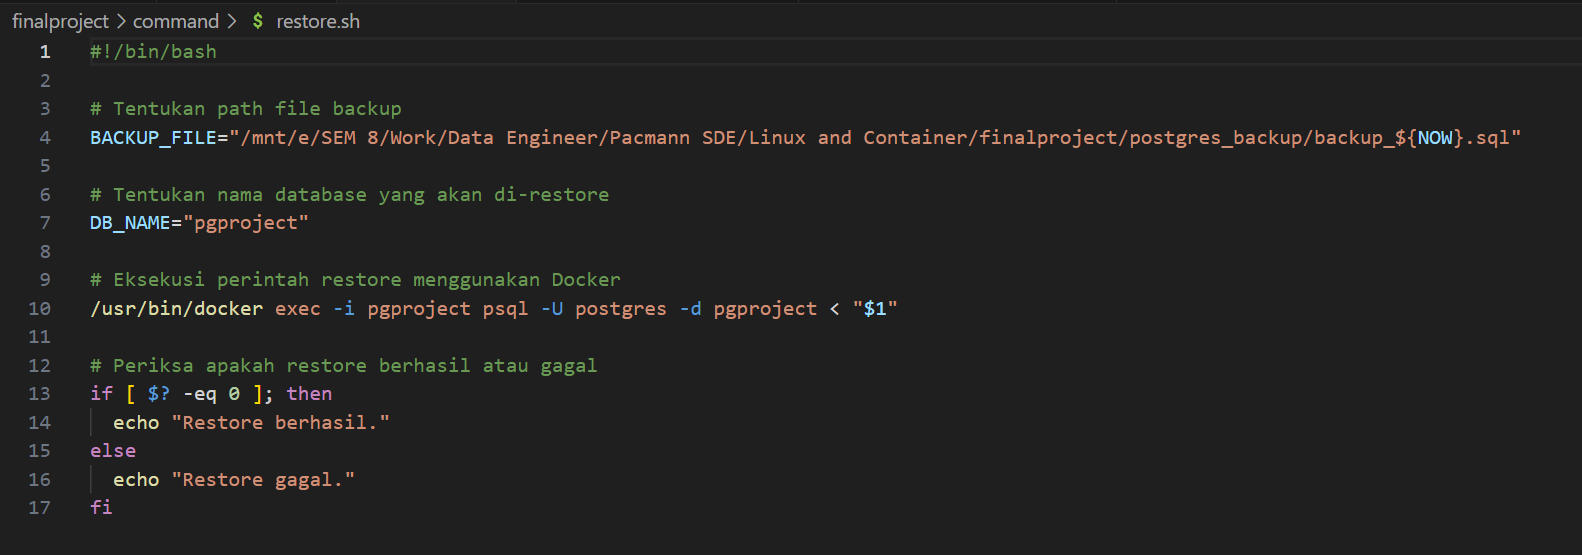 finalproject > command > $ restore.sh
1 #!/bin/bash
2
3 # Tentukan path file backup
4 BACKUP_FILE="/mnt/e/SEM 8/Work/Data Engineer/Pacmann SDE/Linux and Container/finalproject/postgres_backup/backup_${NOW}.sql"
5
6 # Tentukan nama database yang akan di-restore
7 DB_NAME="pgproject"
8
9 # Eksekusi perintah restore menggunakan Docker
10 /usr/bin/docker exec -i pgproject psql -U postgres -d pgproject < "$1"
11
12 # Periksa apakah restore berhasil atau gagal
13 if [ $? -eq 0 ]; then
14   echo "Restore berhasil."
15 else
16   echo "Restore gagal."
17 fi